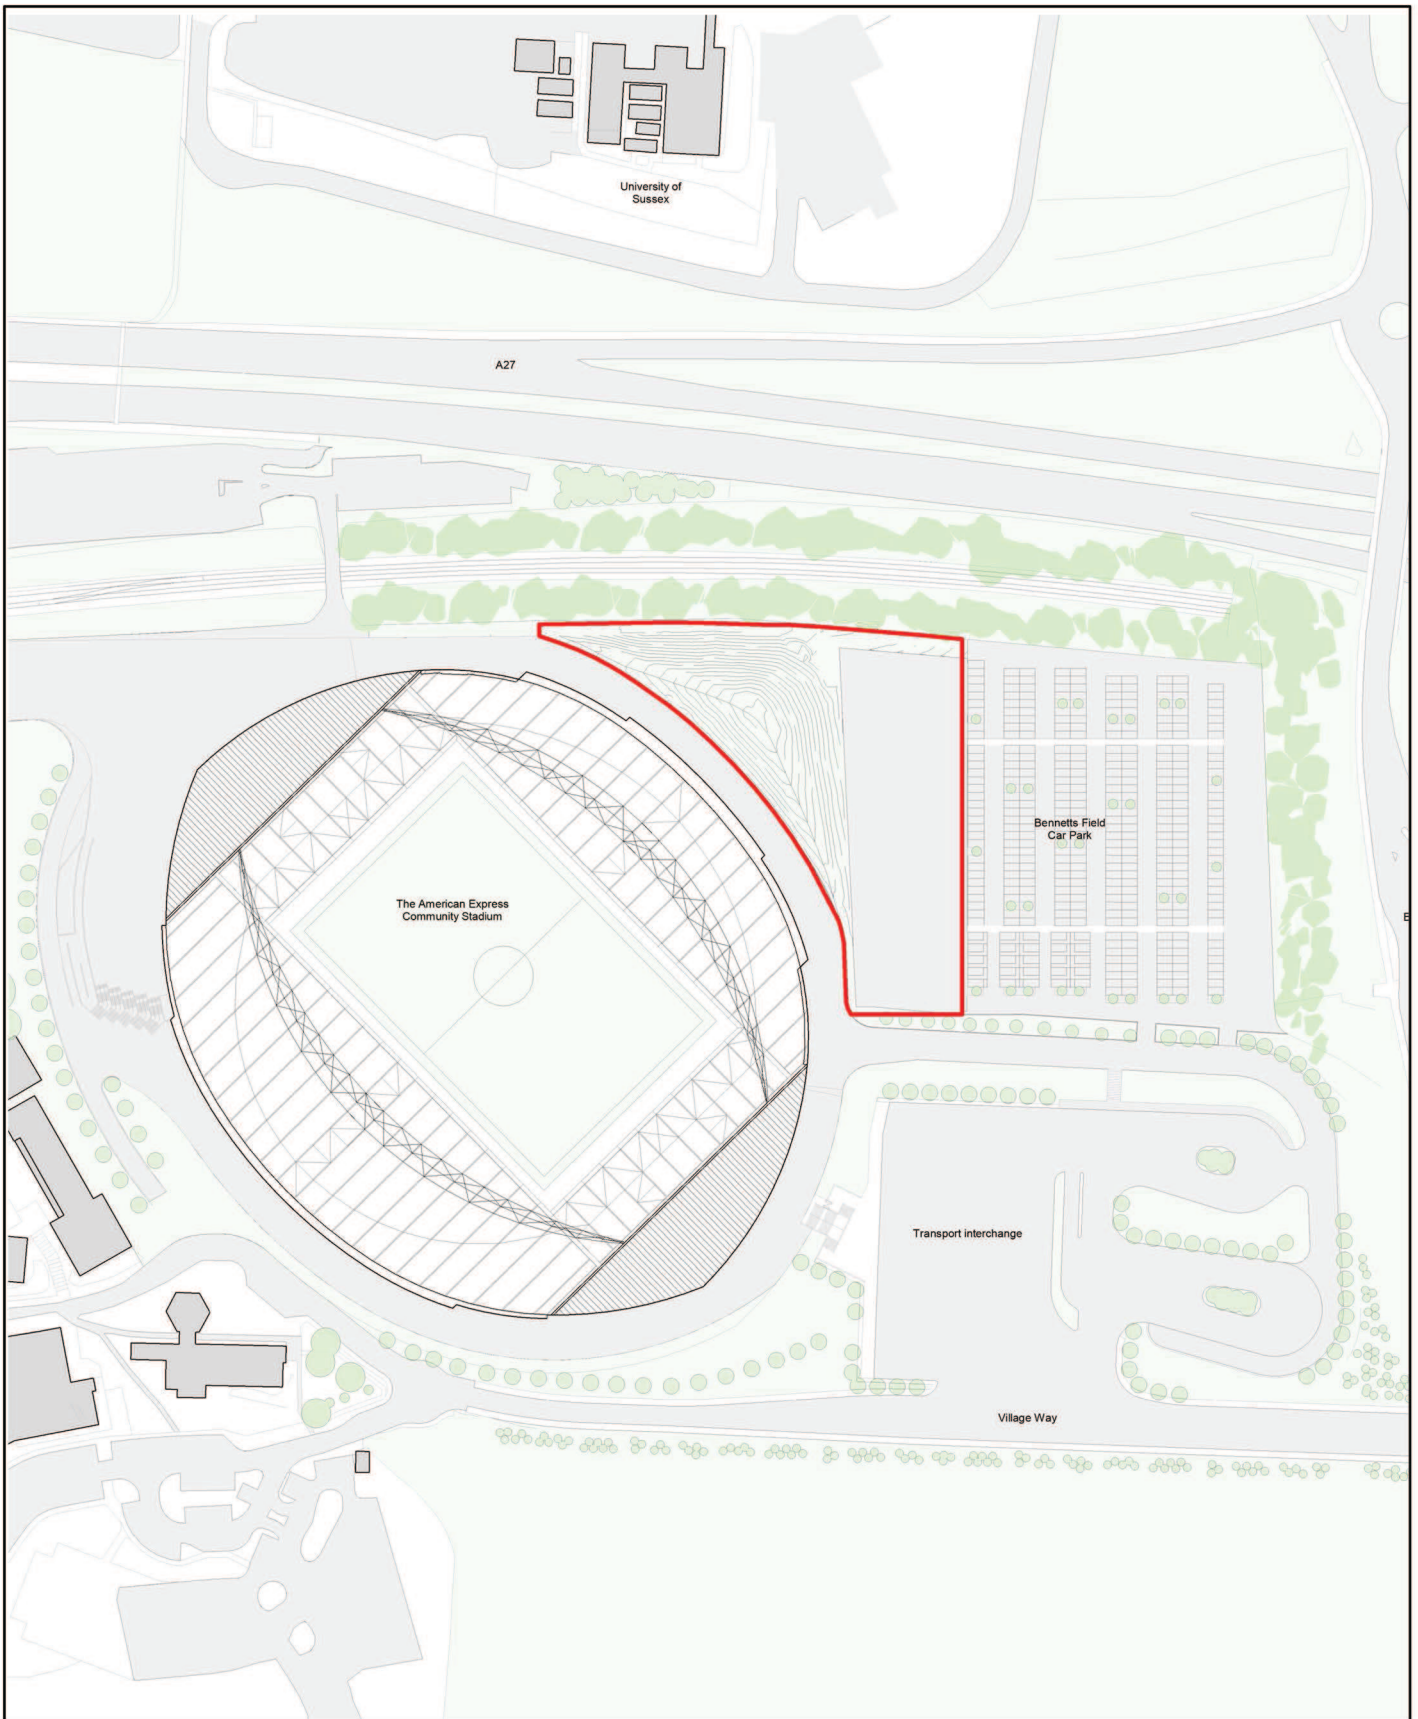 University of
Sussex
A27
Bennetts Field
Car Park
The American Express
Community Stadium
Transport interchange
Village Way